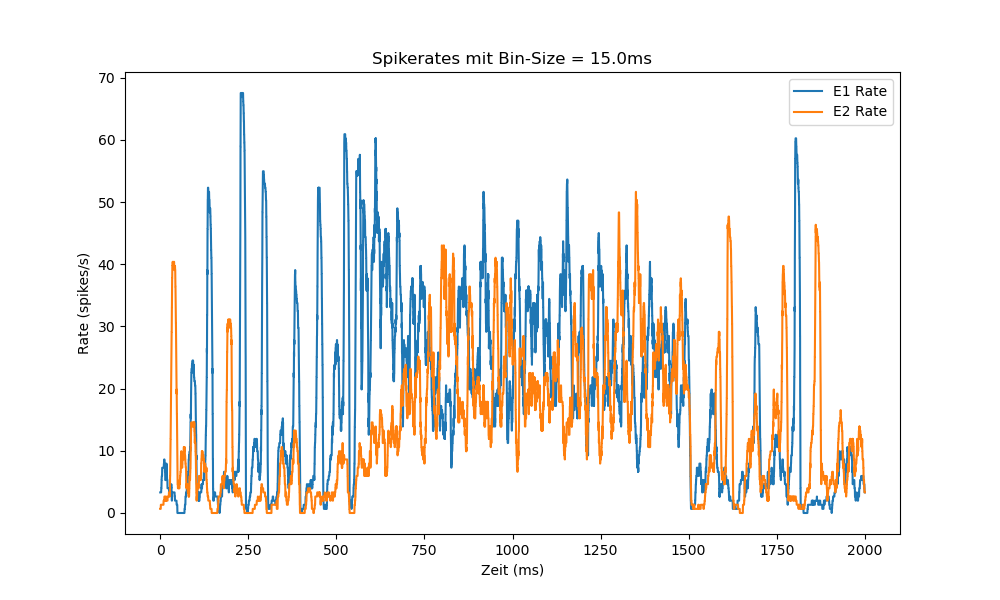 Spikerates mit Bin-Size = 15.0ms
E1 Rate
E2 Rate
Rate (spikes/s)
70
60
50
40
30
20
10
0
0 250 500 750 1000 1250 1500 1750 2000
Zeit (ms)